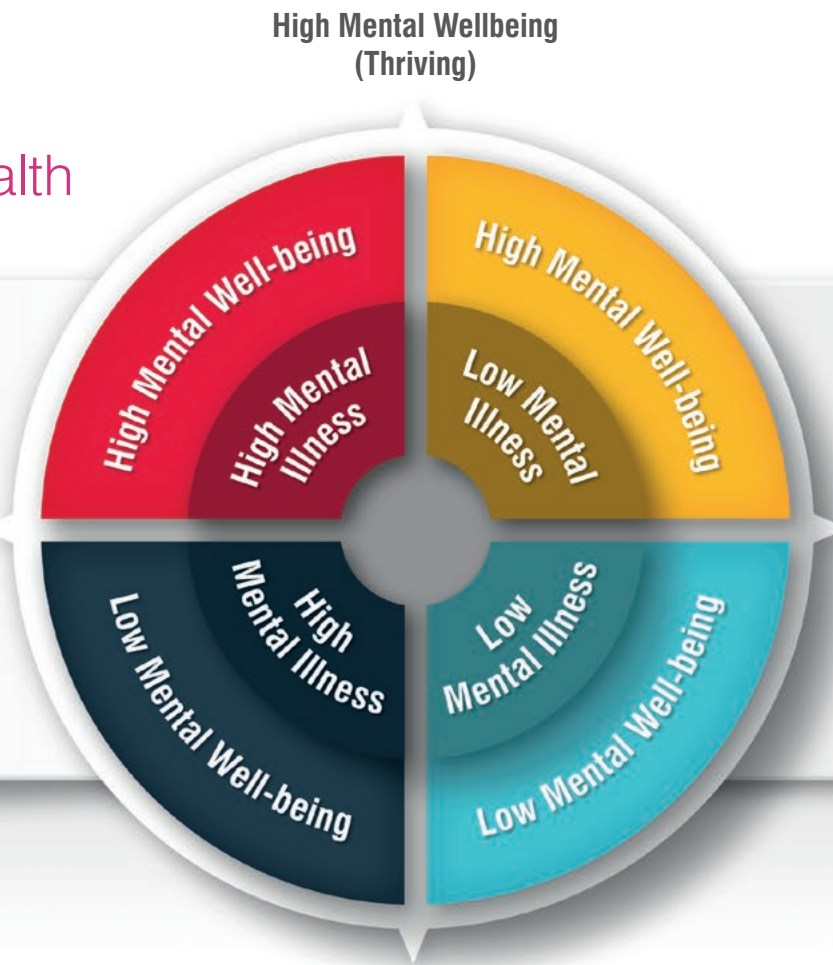 High Mental Wellbeing
(Thriving)
alth
High Mental Well-being
High Mental
Illness
High Mental Well-being
Low Mental
Illness
High
Mental Illness
Low Mental Well-being
Low
Mental Illness
Low Mental Well-being